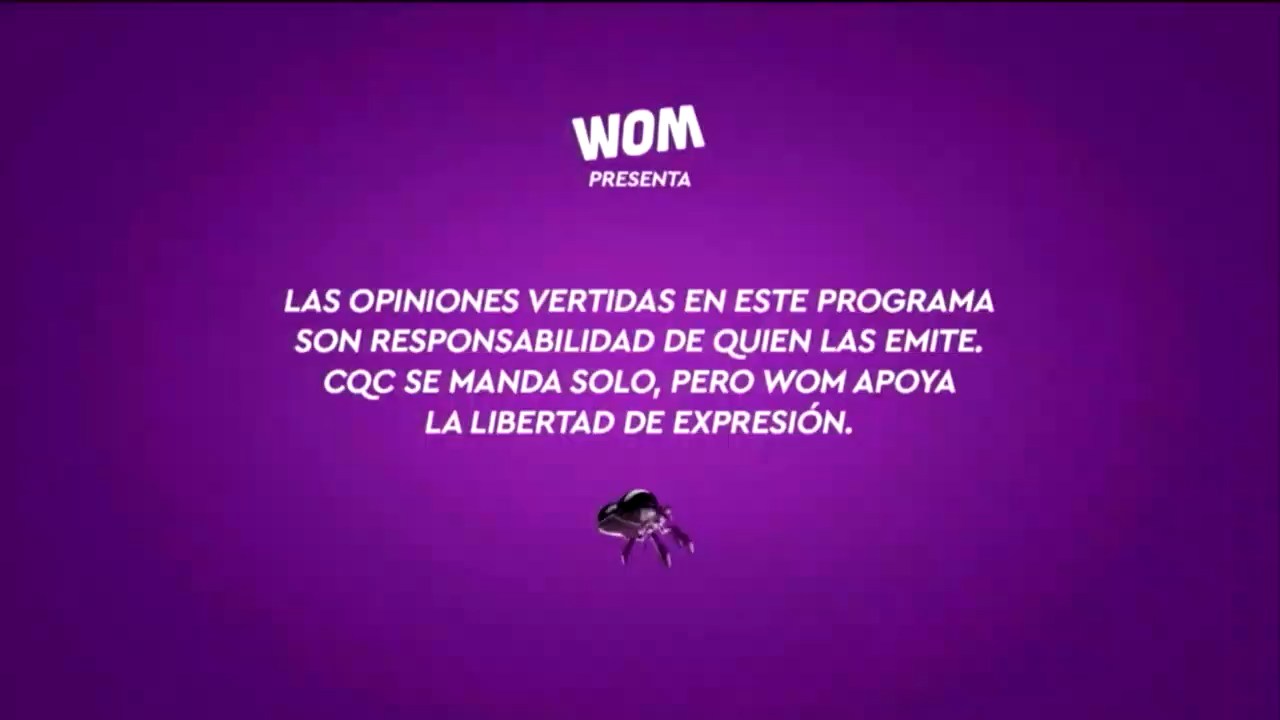 WOM
PRESENTA
LAS OPINIONES VERTIDAS EN ESTE PROGRAMA
SON RESPONSABILIDAD DE QUIEN LAS EMITE.
CQC SE MANDA SOLO, PERO WOM APOYA
LA LIBERTAD DE EXPRESIÓN.